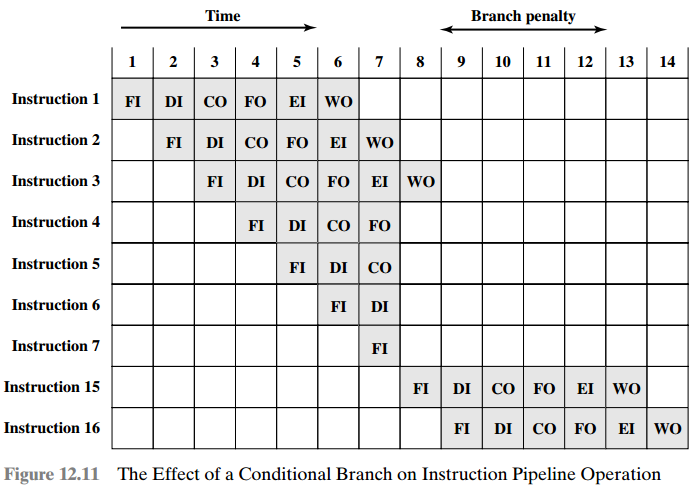 Time Branch penalty
1 2 3 4 5 6 7 8 9 10 11 12 13 14
Instruction 1 FI DI CO FO EI WO
Instruction 2 FI DI CO FO EI WO
Instruction 3 FI DI CO FO EI WO
Instruction 4 FI DI CO FO
Instruction 5 FI DI CO
Instruction 6 FI DI
Instruction 7 FI
Instruction 15 FI DI CO FO EI WO
Instruction 16 FI DI CO FO EI WO
Figure 12.11 The Effect of a Conditional Branch on Instruction Pipeline Operation